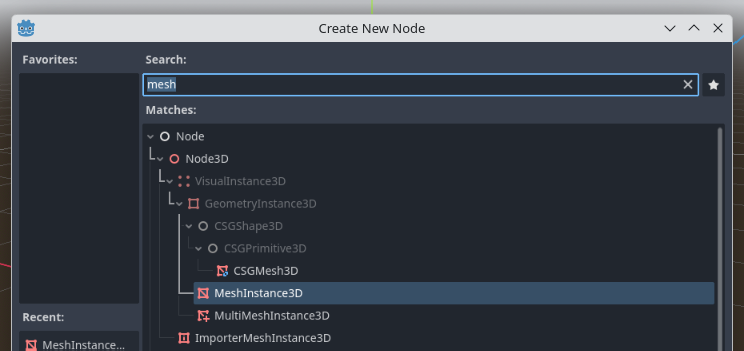 Create New Node
Favorites:
Search:
mesh
Matches:
Node
Node3D
VisualInstance3D
GeometryInstance3D
CSGShape3D
CSGPrimitive3D
CSGMesh3D
MeshInstance3D
MultiMeshInstance3D
ImporterMeshInstance3D
Recent:
MeshInstance...